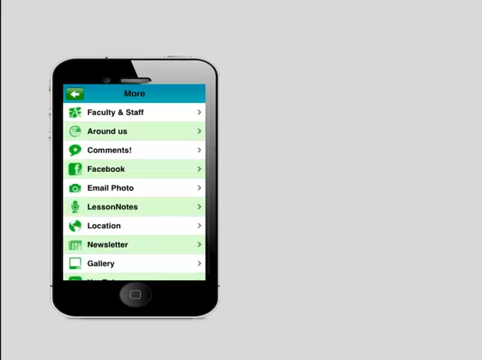 More
Faculty & Staff
Around us
Comments!
Facebook
Email Photo
LessonNotes
Location
Newsletter
Gallery